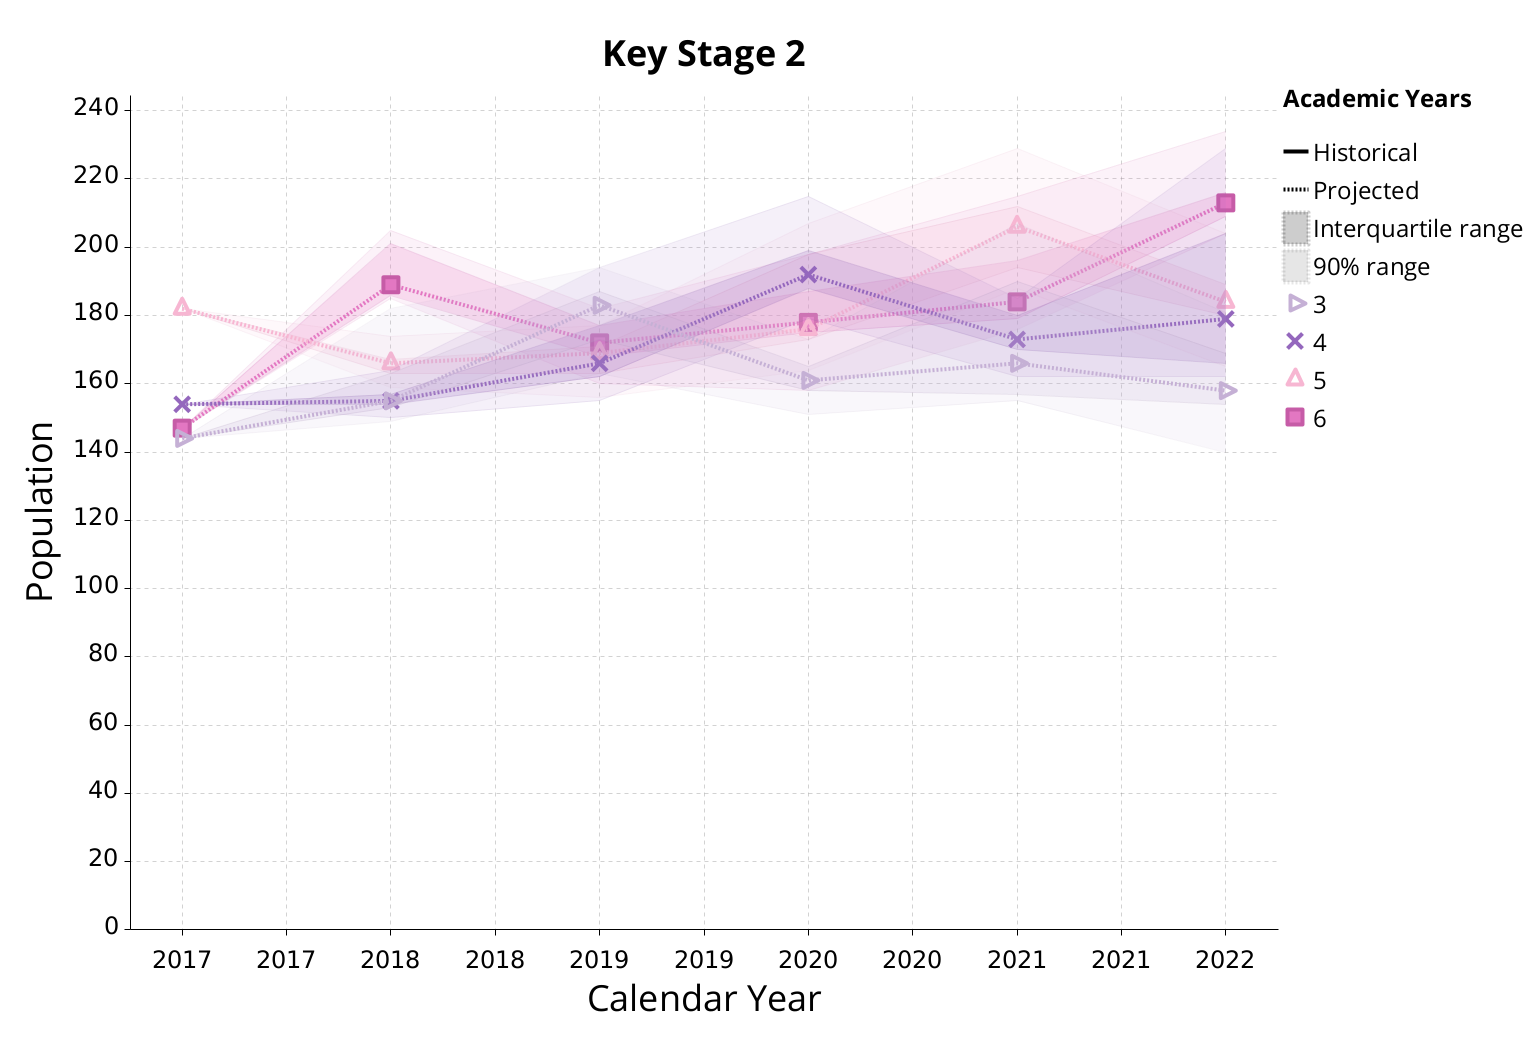 Key Stage 2
Academic Years
Historical
Projected
Interquartile range
90% range
3
4
5
6
Population
240
220
200
180
160
140
120
100
80
60
40
20
0
2017 2017 2018 2018 2019 2019 2020 2020 2021 2021 2022
Calendar Year